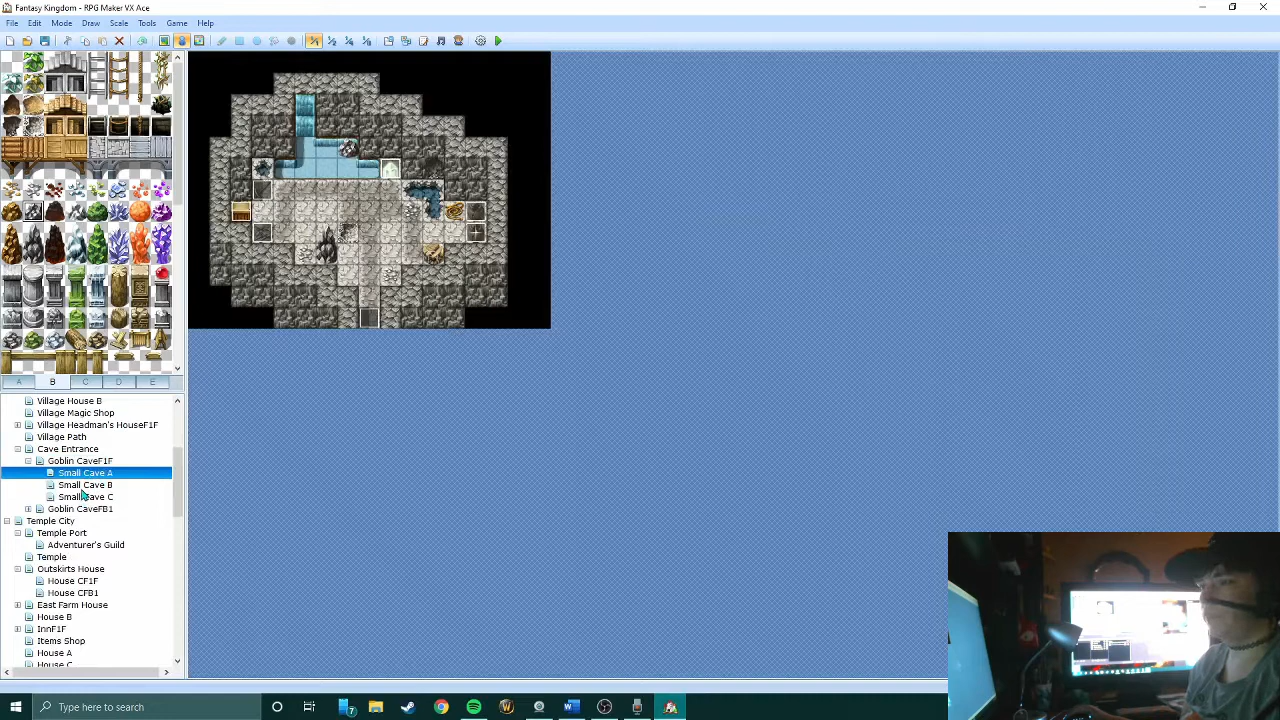 Fantasy Kingdom - RPG Maker VX Ace
File Edit Mode Draw Scale Tools Game Help
A B C D E
Village House B
Village Magic Shop
Village Headman's HouseF1F
Village Path
Cave Entrance
Goblin CaveF1F
Small Cave A
Small Cave B
Small Cave C
Goblin CaveFB1
Temple City
Temple Port
Adventurer's Guild
Temple
Outskirts House
House CF1F
House CFB1
East Farm House
House B
InnF1F
Items Shop
House A
House C
Type here to search